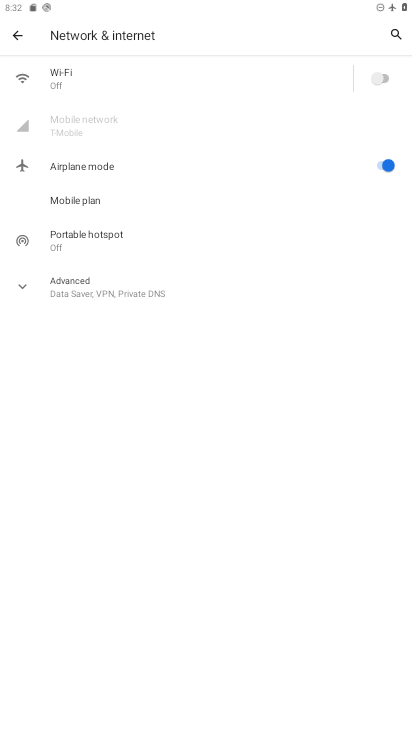 8:32
Network & internet
Wi-Fi
Off
Mobile network
T-Mobile
Airplane mode
Mobile plan
Portable hotspot
Off
Advanced
Data Saver, VPN, Private DNS